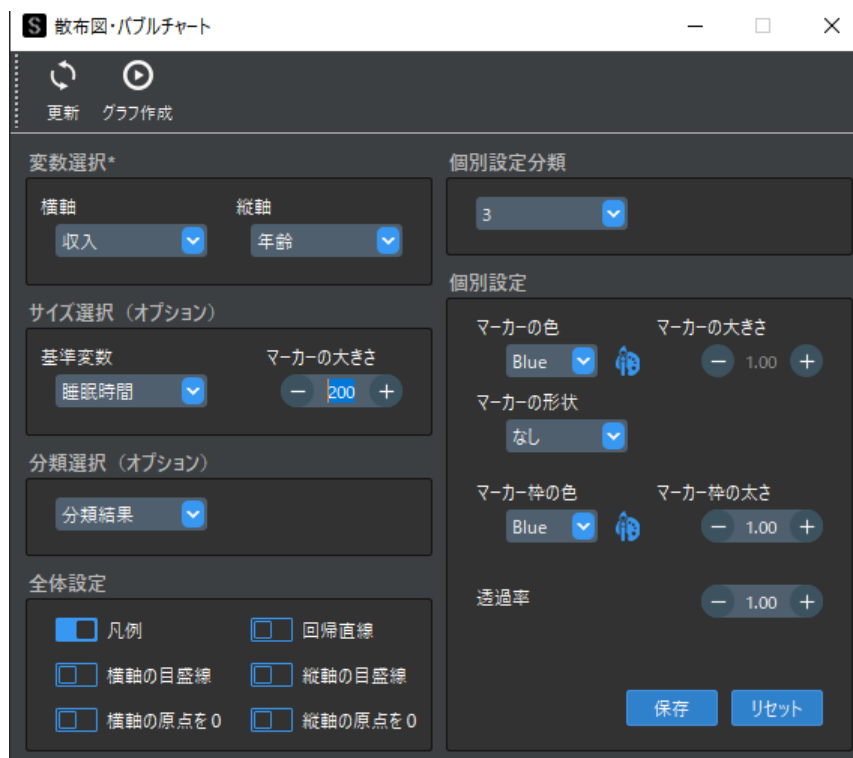 S 散布図・バブルチャート
更新 グラフ作成
変数選択*
横軸 縦軸
収入 年齢
サイズ選択（オプション）
基準変数 マーカーの大きさ
睡眠時間 － 200 ＋
分類選択（オプション）
分類結果
全体設定
凡例 回帰直線
横軸の目盛線 縦軸の目盛線
横軸の原点を0 縦軸の原点を0
個別設定分類
3
個別設定
マーカーの色 マーカーの大きさ
Blue － 1.00 ＋
マーカーの形状
なし
マーカー枠の色 マーカー枠の太さ
Blue － 1.00 ＋
透過率 － 1.00 ＋
保存 リセット